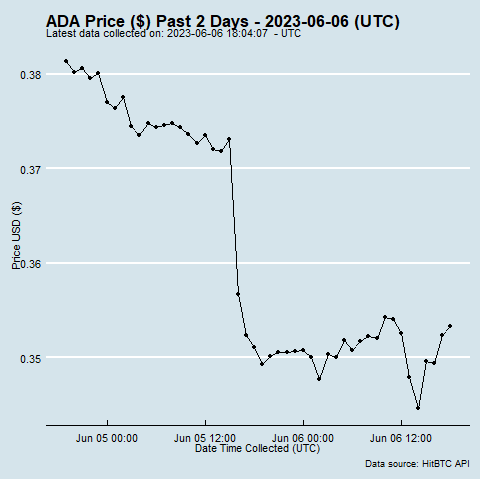 ADA Price ($) Past 2 Days - 2023-06-06 (UTC)
Latest data collected on: 2023-06-06 18:04:07  - UTC
0.38
0.37
0.36
0.35
Price USD ($)
Jun 05 00:00
Jun 05 12:00
Jun 06 00:00
Jun 06 12:00
Date Time Collected (UTC)
Data source: HitBTC API